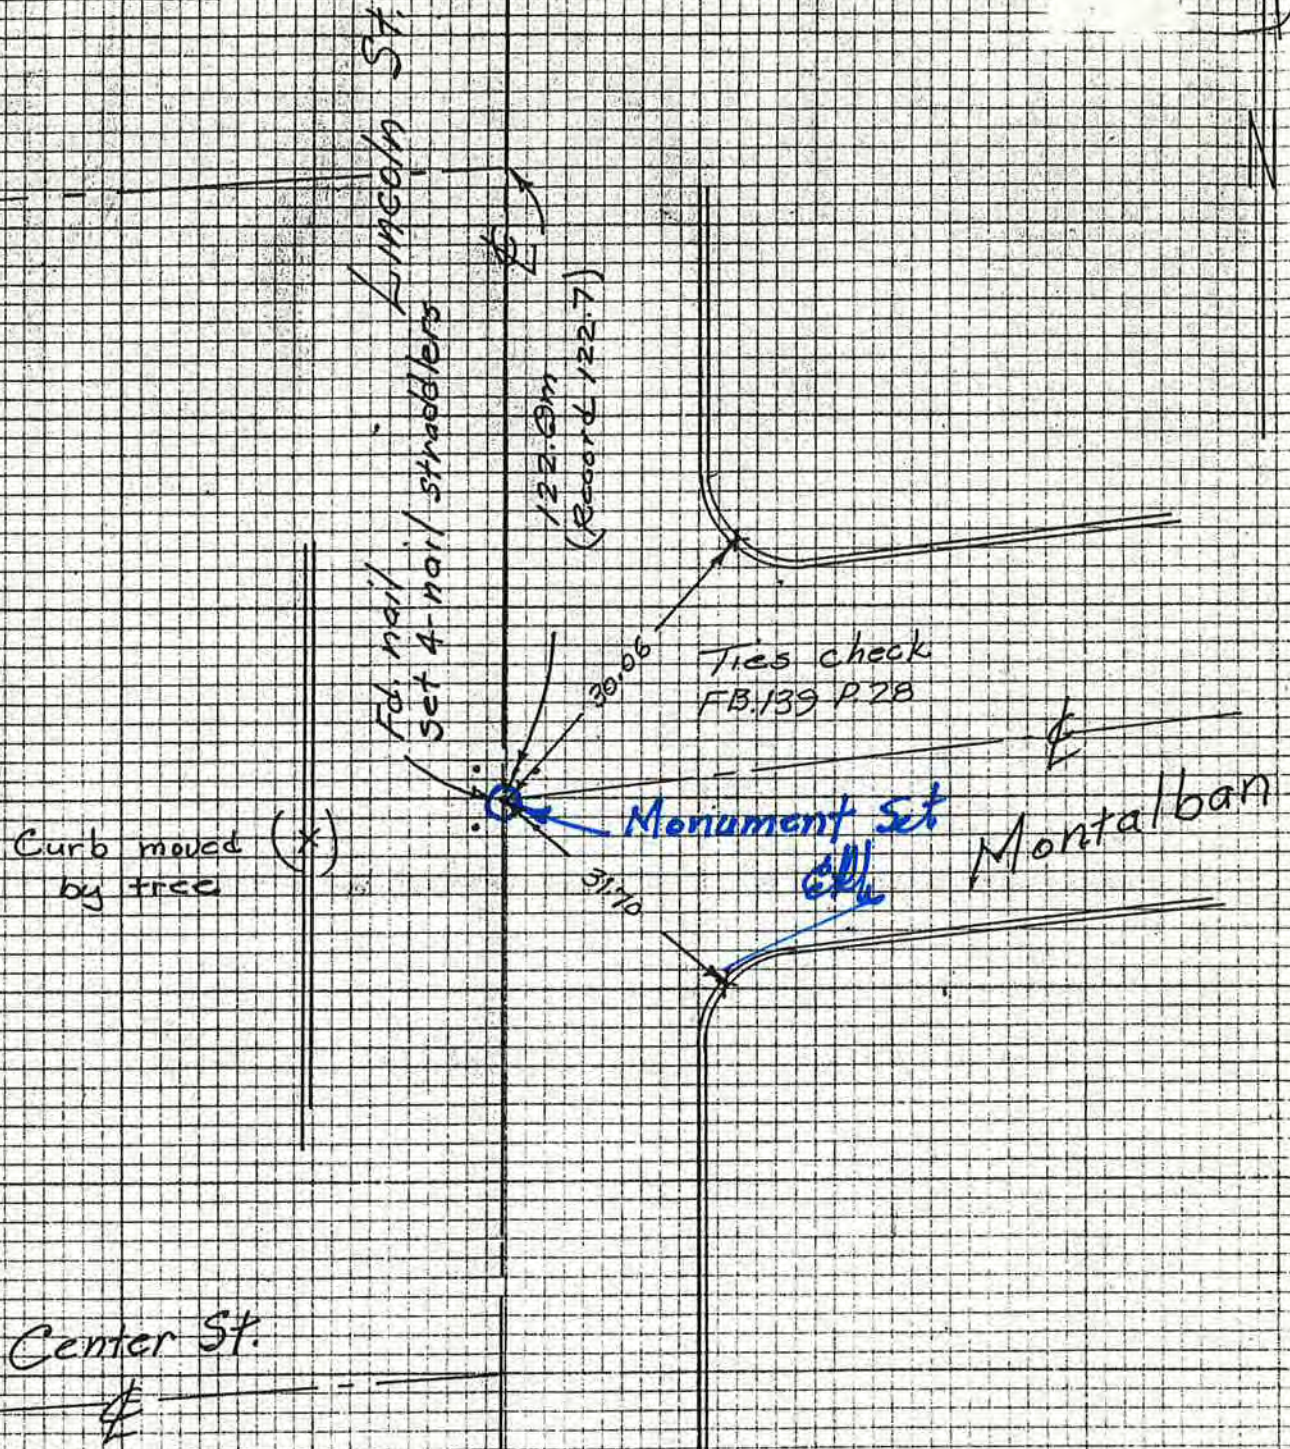 Lincoln St.
N
℄
122.0m
(Record 122.7)
Fd. nail
Set 4-nail straddlers
30.06
Ties check
FB.139 P.28
℄
Monument Set
Montalban
Curb moved (x)
by tree
31.70
Center St.
℄